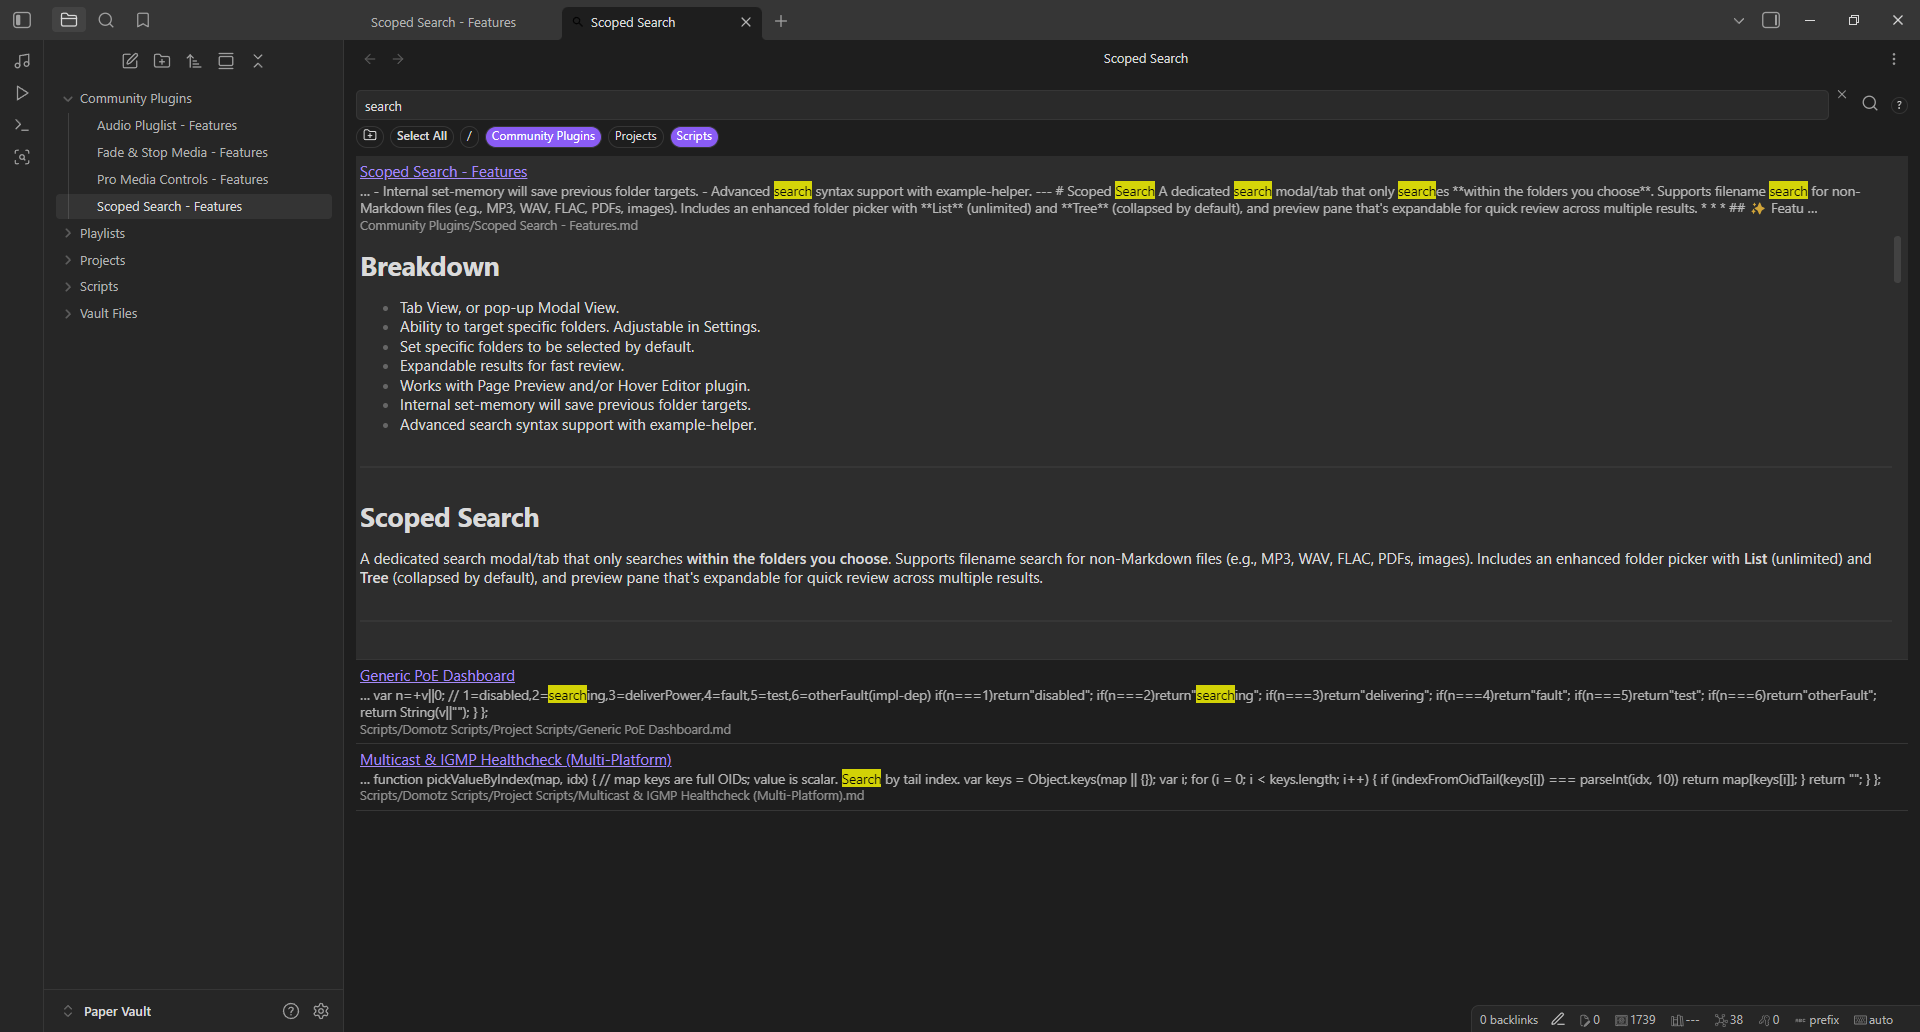 Scoped Search - Features
Scoped Search
Scoped Search
Community Plugins
Audio Pluglist - Features
Fade & Stop Media - Features
Pro Media Controls - Features
Scoped Search - Features
Playlists
Projects
Scripts
Vault Files
Paper Vault
search
Select All / Community Plugins Projects Scripts
Scoped Search - Features
... - Internal set-memory will save previous folder targets. - Advanced search syntax support with example-helper. --- # Scoped Search A dedicated search modal/tab that only searches **within the folders you choose**. Supports filename search for non-
Markdown files (e.g., MP3, WAV, FLAC, PDFs, images). Includes an enhanced folder picker with **List** (unlimited) and **Tree** (collapsed by default), and preview pane that's expandable for quick review across multiple results. * * * ## ✨ Featu ...
Community Plugins/Scoped Search - Features.md
Breakdown
• Tab View, or pop-up Modal View.
• Ability to target specific folders. Adjustable in Settings.
• Set specific folders to be selected by default.
• Expandable results for fast review.
• Works with Page Preview and/or Hover Editor plugin.
• Internal set-memory will save previous folder targets.
• Advanced search syntax support with example-helper.
Scoped Search
A dedicated search modal/tab that only searches within the folders you choose. Supports filename search for non-Markdown files (e.g., MP3, WAV, FLAC, PDFs, images). Includes an enhanced folder picker with List (unlimited) and
Tree (collapsed by default), and preview pane that's expandable for quick review across multiple results.
Generic PoE Dashboard
... var n=+v||0; // 1=disabled,2=searching,3=deliverPower,4=fault,5=test,6=otherFault(impl-dep) if(n===1)return"disabled"; if(n===2)return"searching"; if(n===3)return"delivering"; if(n===4)return"fault"; if(n===5)return"test"; if(n===6)return"otherFault";
return String(v||""); } };
Scripts/Domotz Scripts/Project Scripts/Generic PoE Dashboard.md
Multicast & IGMP Healthcheck (Multi-Platform)
... function pickValueByIndex(map, idx) { // map keys are full OIDs; value is scalar. Search by tail index. var keys = Object.keys(map || {}); var i; for (i = 0; i < keys.length; i++) { if (indexFromOidTail(keys[i]) === parseInt(idx, 10)) return map[keys[i]]; } return ""; } };
Scripts/Domotz Scripts/Project Scripts/Multicast & IGMP Healthcheck (Multi-Platform).md
0 backlinks 0 1739 --- 38 0 prefix auto